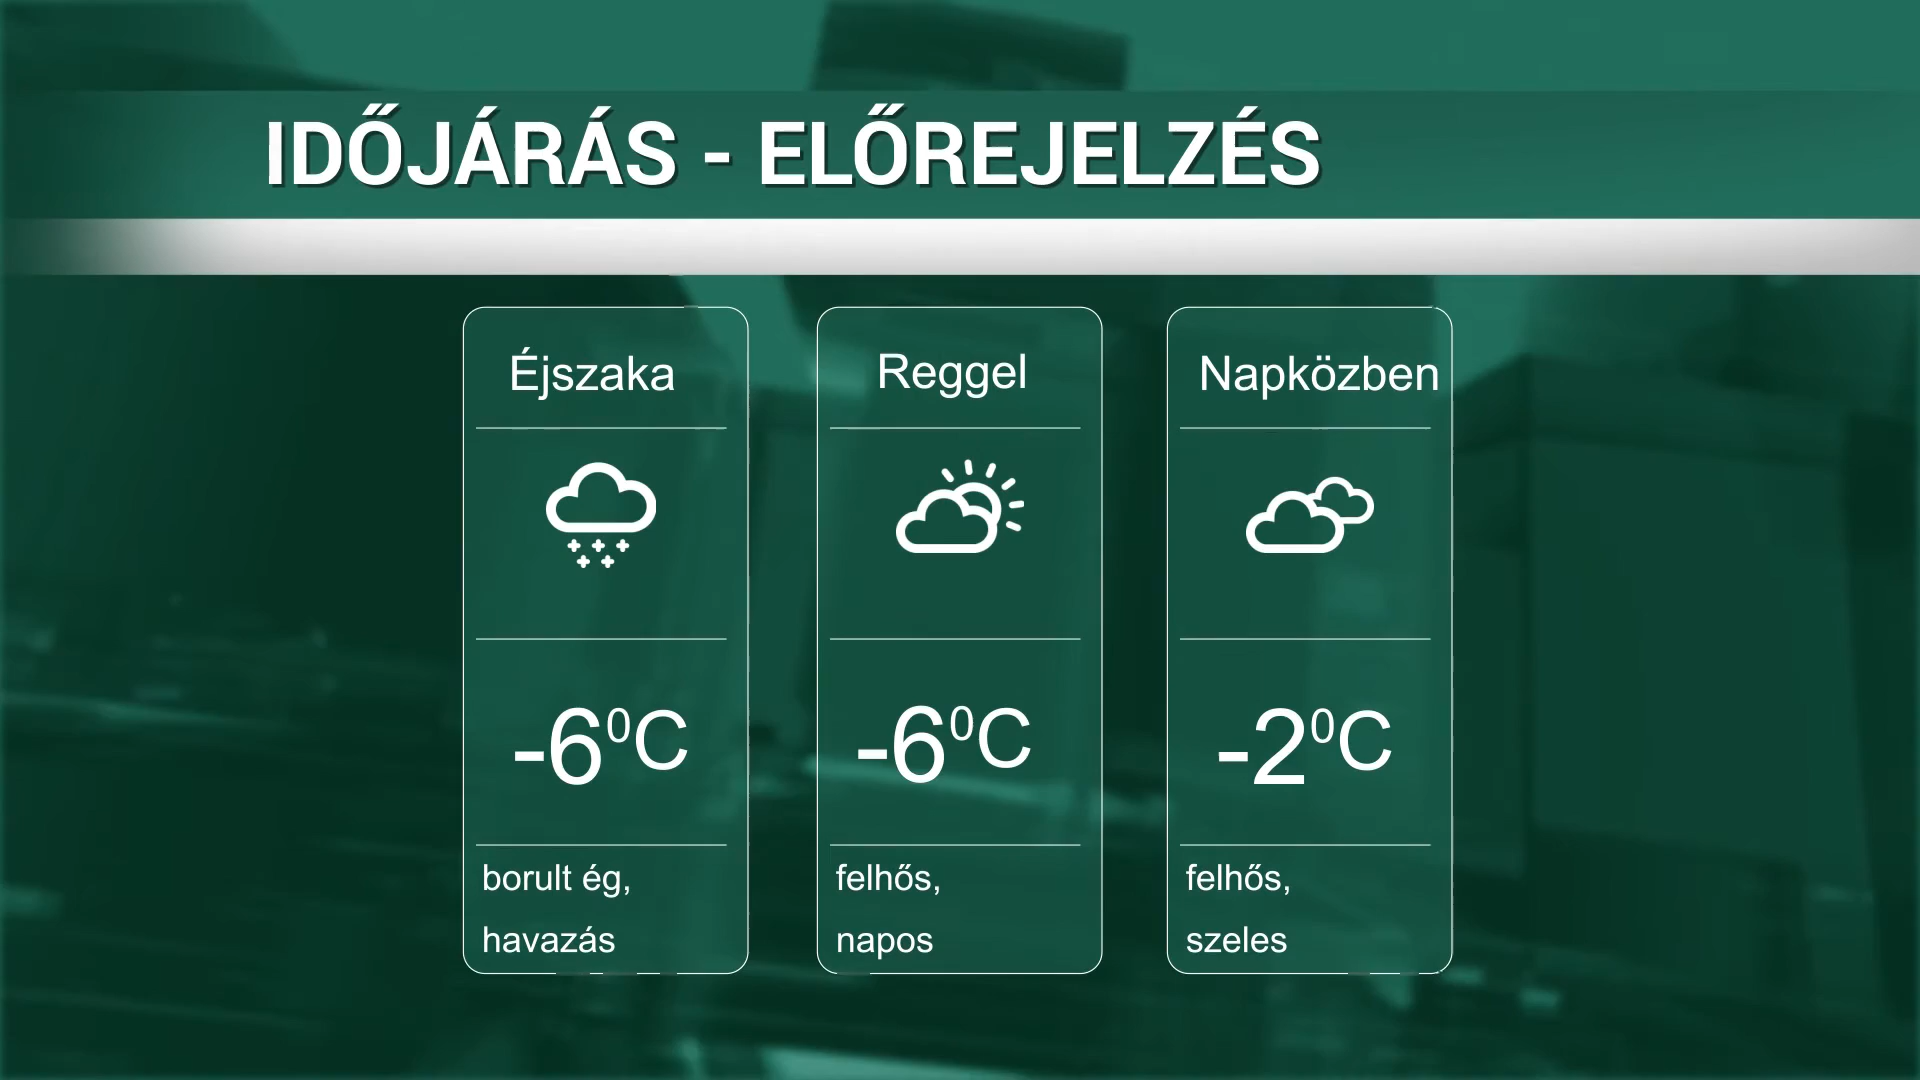 IDŐJÁRÁS - ELŐREJELZÉS
Éjszaka
-6⁰C
borult ég,
havazás
Reggel
-6⁰C
felhős,
napos
Napközben
-2⁰C
felhős,
szeles